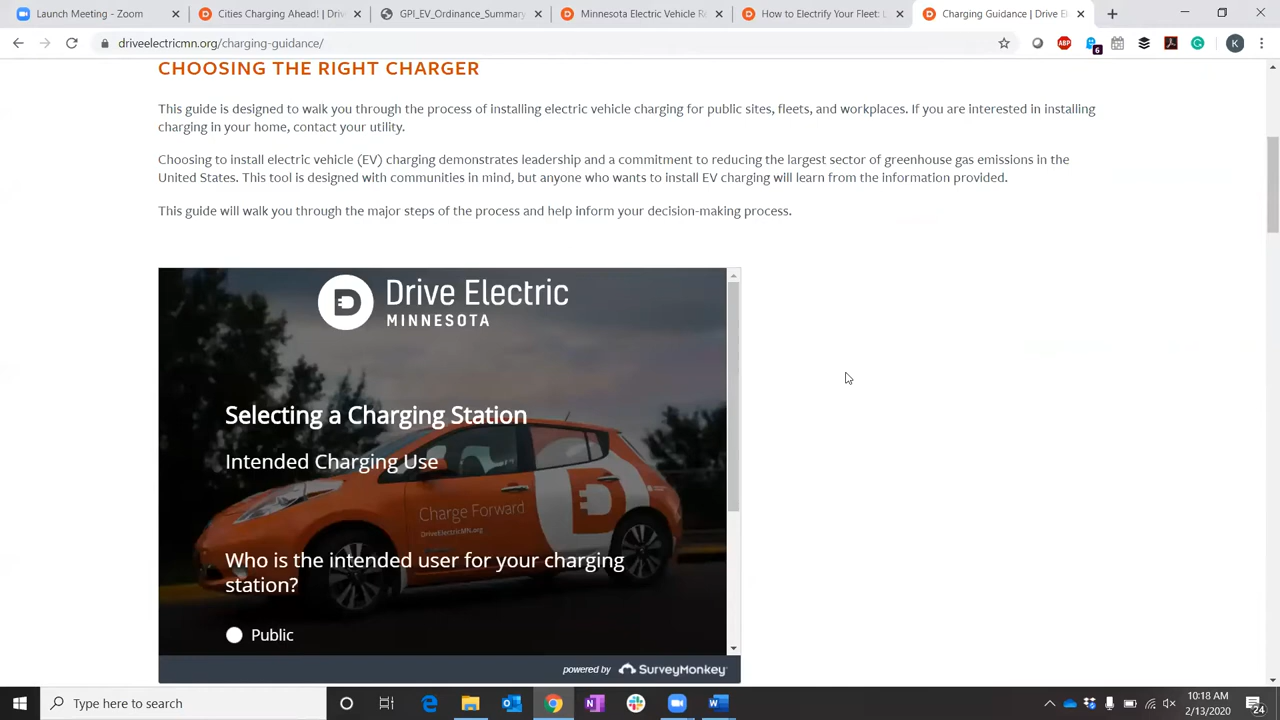 Launch Meeting - Zoom
Cities Charging Ahead! | Drive
GPI_EV_Ordinance_Summary
Minnesota Electric Vehicle Re
How to Electrify Your Fleet: L
Charging Guidance | Drive El
driveelectricmn.org/charging-guidance/
ABP
6
K
CHOOSING THE RIGHT CHARGER
This guide is designed to walk you through the process of installing electric vehicle charging for public sites, fleets, and workplaces. If you are interested in installing
charging in your home, contact your utility.
Choosing to install electric vehicle (EV) charging demonstrates leadership and a commitment to reducing the largest sector of greenhouse gas emissions in the
United States. This tool is designed with communities in mind, but anyone who wants to install EV charging will learn from the information provided.
This guide will walk you through the major steps of the process and help inform your decision-making process.
D
Drive Electric
MINNESOTA
Selecting a Charging Station
Intended Charging Use
Charge Forward
DriveElectricMN.org
Who is the intended user for your charging
station?
Public
powered by SurveyMonkey
Type here to search
10:18 AM
2/13/2020
24